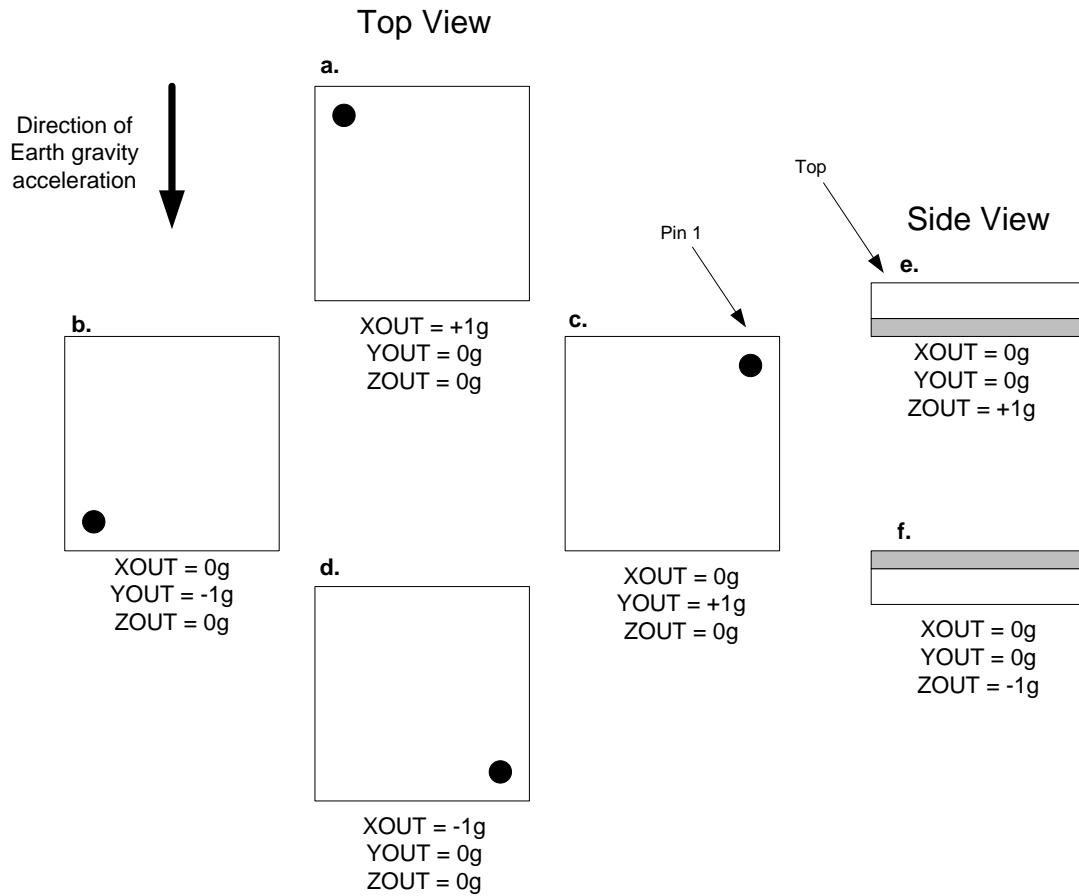 Top View
a.
Direction of
Earth gravity
acceleration
XOUT = +1g
YOUT = 0g
ZOUT = 0g
b.
XOUT = 0g
YOUT = -1g
ZOUT = 0g
Pin 1
c.
XOUT = 0g
YOUT = +1g
ZOUT = 0g
d.
XOUT = -1g
YOUT = 0g
ZOUT = 0g
Top
Side View
e.
XOUT = 0g
YOUT = 0g
ZOUT = +1g
f.
XOUT = 0g
YOUT = 0g
ZOUT = -1g